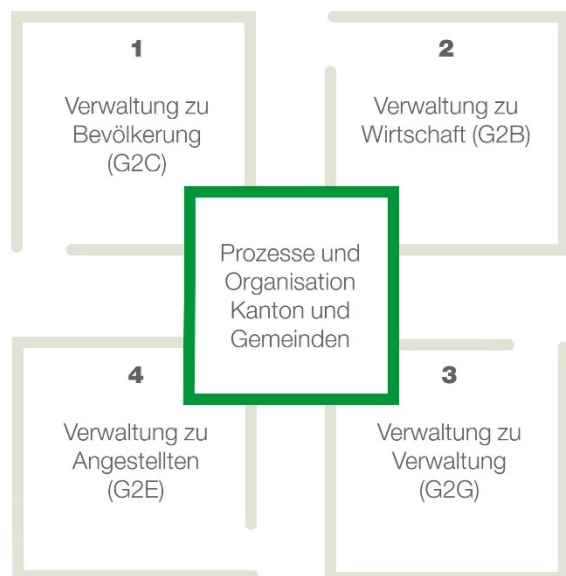 1
Verwaltung zu
Bevölkerung
(G2C)
2
Verwaltung zu
Wirtschaft (G2B)
Prozesse und
Organisation
Kanton und
Gemeinden
4
Verwaltung zu
Angestellten
(G2E)
3
Verwaltung zu
Verwaltung
(G2G)